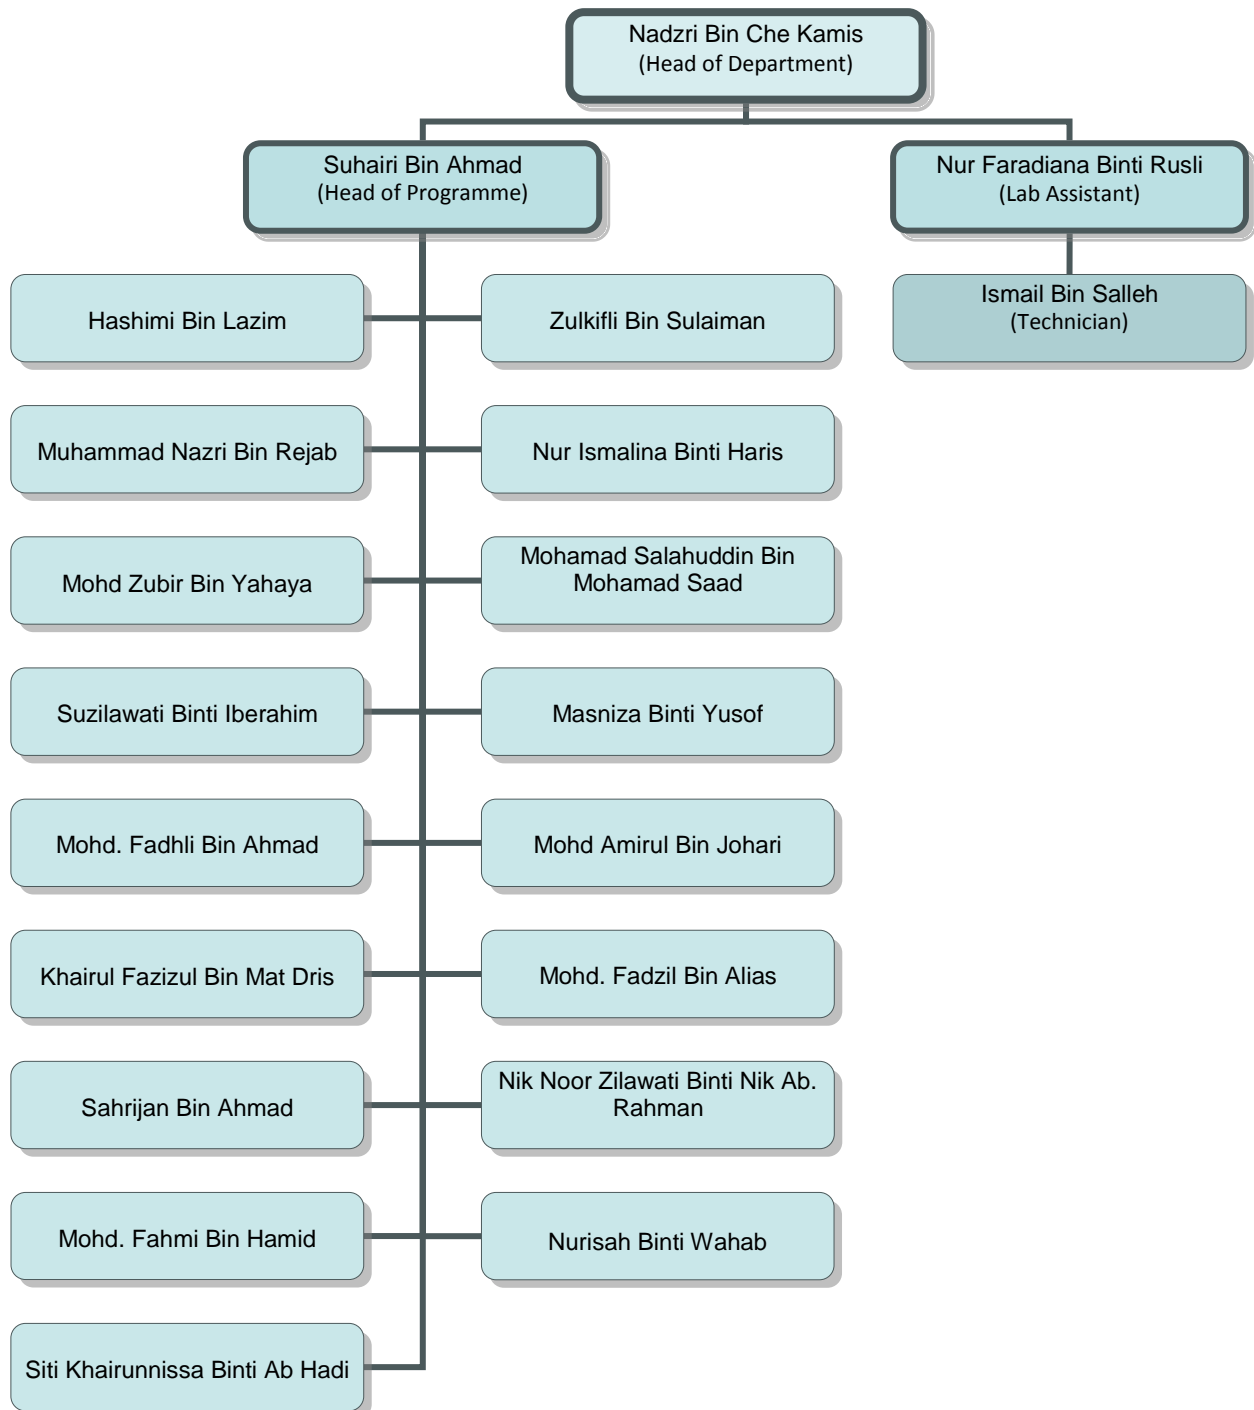 Nadzri Bin Che Kamis
(Head of Department)
Suhairi Bin Ahmad
(Head of Programme)
Nur Faradiana Binti Rusli
(Lab Assistant)
Hashimi Bin Lazim
Zulkifli Bin Sulaiman
Ismail Bin Salleh
(Technician)
Muhammad Nazri Bin Rejab
Nur Ismalina Binti Haris
Mohd Zubir Bin Yahaya
Mohamad Salahuddin Bin
Mohamad Saad
Suzilawati Binti Iberahim
Masniza Binti Yusof
Mohd. Fadhli Bin Ahmad
Mohd Amirul Bin Johari
Khairul Fazizul Bin Mat Dris
Mohd. Fadzil Bin Alias
Sahrijan Bin Ahmad
Nik Noor Zilawati Binti Nik Ab.
Rahman
Mohd. Fahmi Bin Hamid
Nurisah Binti Wahab
Siti Khairunnissa Binti Ab Hadi